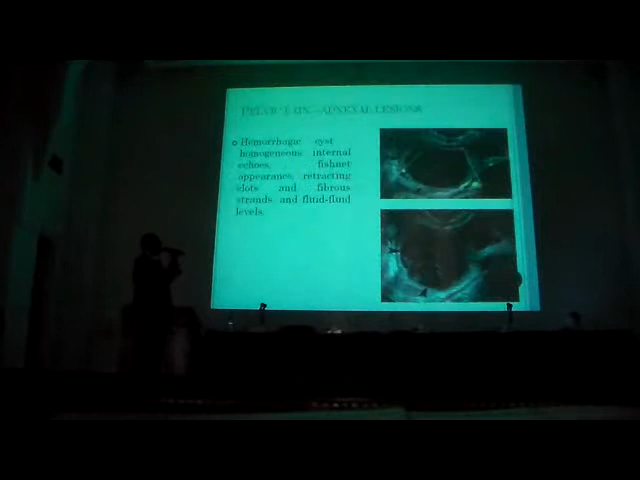 PELVIC PAIN–ADNEXAL LESIONS
Hemorrhagic cyst
homogeneous internal
echoes, fishnet
appearance, retracting
clots and fibrous
strands, and fluid-fluid
levels.